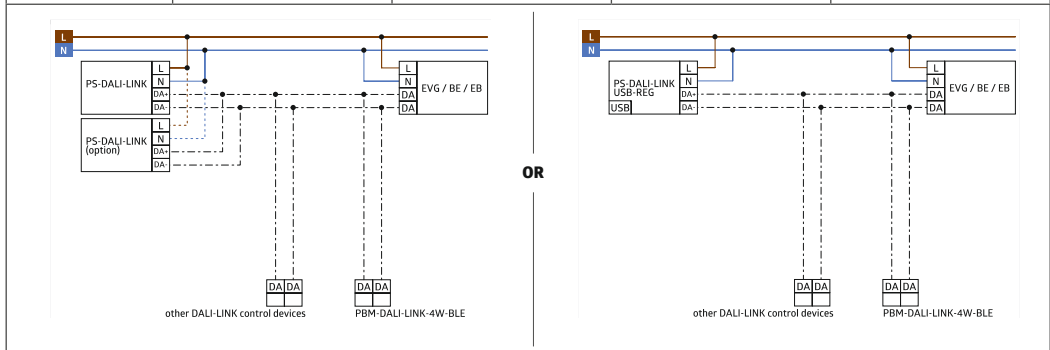 L
N
PS-DALI-LINK
L
N
DA+
DA-
PS-DALI-LINK
(option)
L
N
DA+
DA-
L
N
DA
DA
EVG / BE / EB
DA DA
other DALI-LINK control devices
DA DA
PBM-DALI-LINK-4W-BLE
OR
L
N
PS-DALI-LINK
USB-REG
USB
L
N
DA+
DA-
L
N
DA
DA
EVG / BE / EB
DA DA
other DALI-LINK control devices
DA DA
PBM-DALI-LINK-4W-BLE